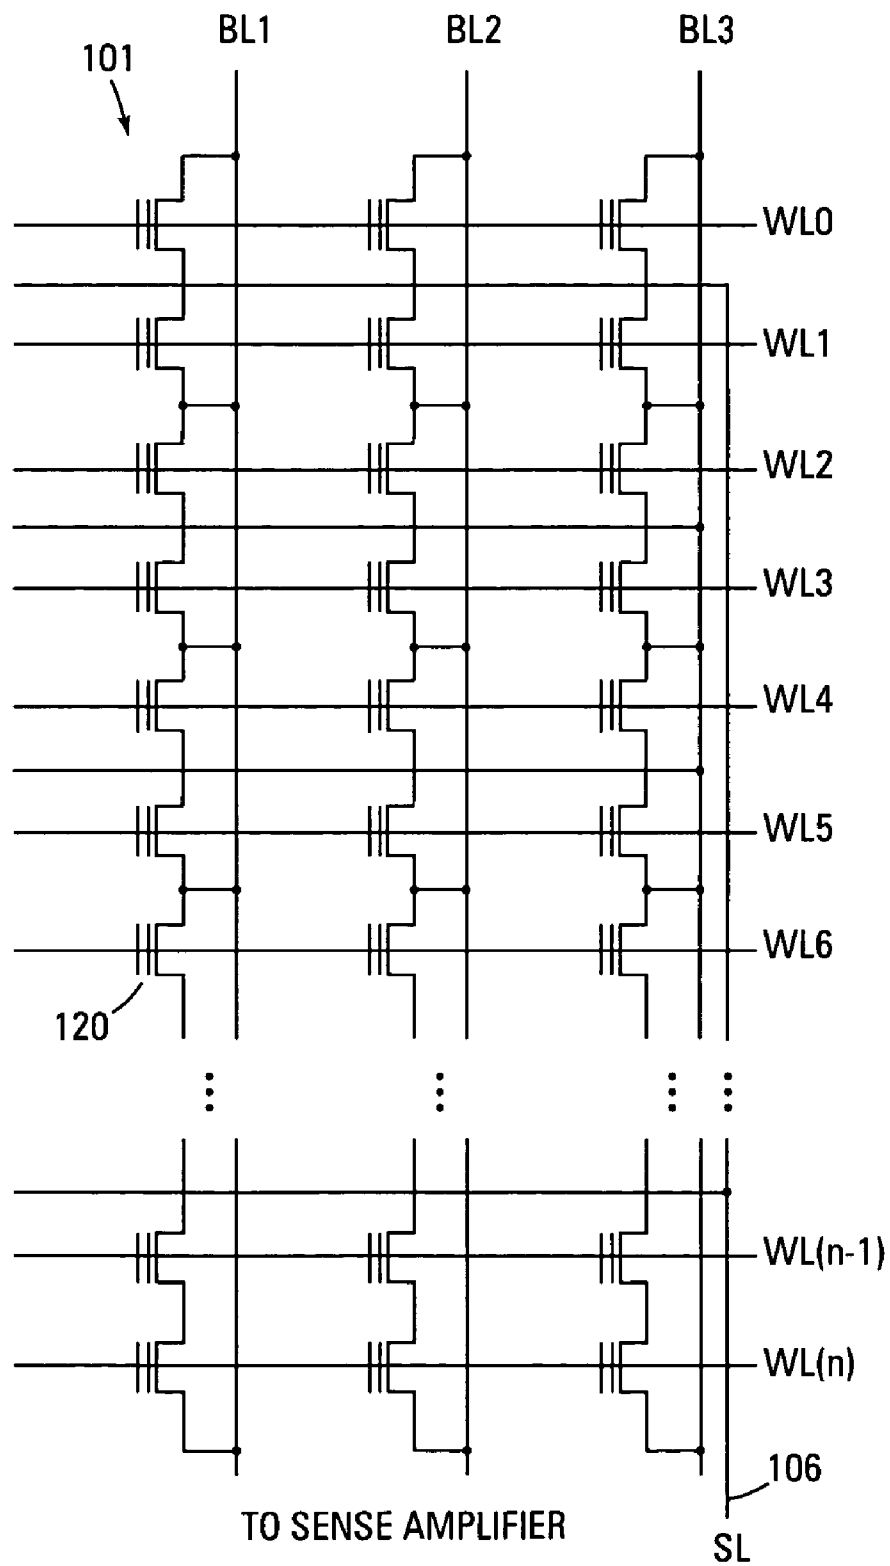 BL1 BL2 BL3
101
WL0
WL1
WL2
WL3
WL4
WL5
WL6
120
WL(n-1)
WL(n)
106
TO SENSE AMPLIFIER
SL